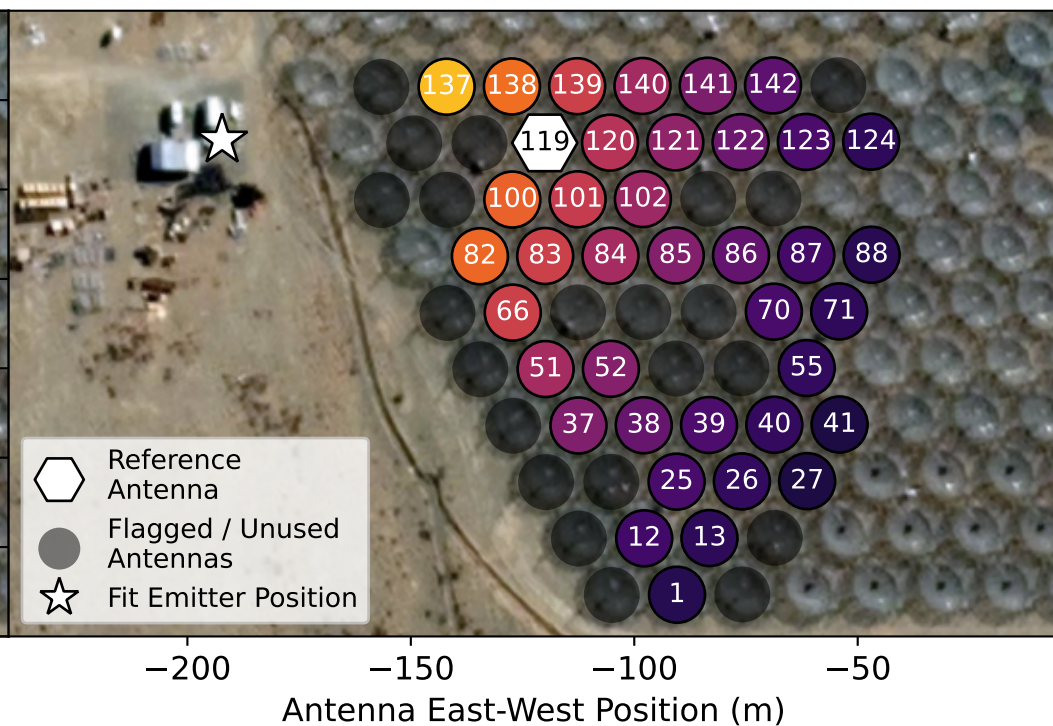 137 138 139 140 141 142
119 120 121 122 123 124
100 101 102
82 83 84 85 86 87 88
66 70 71
51 52 55
37 38 39 40 41
25 26 27
12 13
1
Reference
Antenna
Flagged / Unused
Antennas
Fit Emitter Position
−200 −150 −100 −50
Antenna East-West Position (m)